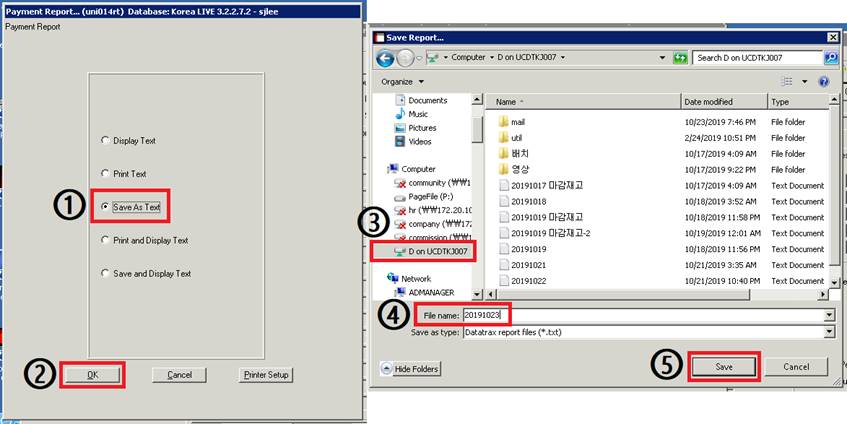 Payment Report... (uni014rt) Database: Korea LIVE 3.2.2.7.2 - sjlee
Payment Report
Display Text
Print Text
① Save As Text
Print and Display Text
Save and Display Text
② OK
Cancel
Printer Setup
Save Report...
Computer D on UCDTKJ007
Search D on UCDTKJ007
Organize
Documents
Music
Pictures
Videos
Computer
community (₩₩17
PageFile (P:)
hr (₩₩172.20.10
③ company (₩₩172
commission (₩₩1
D on UCDTKJ007
Network
ADMANAGER
Name Date modified Type
mail 10/23/2019 7:46 PM File folder
util 2/24/2019 10:51 PM File folder
배치 10/17/2019 4:09 AM File folder
영상 10/17/2019 9:22 PM File folder
20191017 마감재고 10/17/2019 4:09 AM Text Document
20191018 10/18/2019 3:52 AM Text Document
20191018 마감재고 10/18/2019 11:58 PM Text Document
20191019 마감재고-2 10/19/2019 12:01 AM Text Document
20191019 10/18/2019 11:56 PM Text Document
20191021 10/21/2019 3:35 AM Text Document
20191022 10/21/2019 10:40 PM Text Document
④ File name: 20191023
Save as type: Datatrax report files (*.txt)
Hide Folders
⑤ Save
Cancel